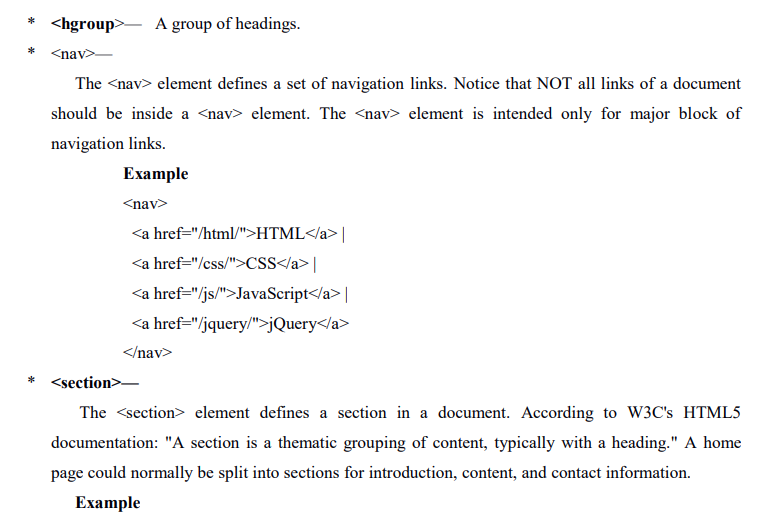 * <hgroup>— A group of headings.
* <nav>—
The <nav> element defines a set of navigation links. Notice that NOT all links of a document
should be inside a <nav> element. The <nav> element is intended only for major block of
navigation links.
Example
<nav>
<a href="/html/">HTML</a> |
<a href="/css/">CSS</a> |
<a href="/js/">JavaScript</a> |
<a href="/jquery/">jQuery</a>
</nav>
* <section>—
The <section> element defines a section in a document. According to W3C's HTML5
documentation: "A section is a thematic grouping of content, typically with a heading." A home
page could normally be split into sections for introduction, content, and contact information.
Example